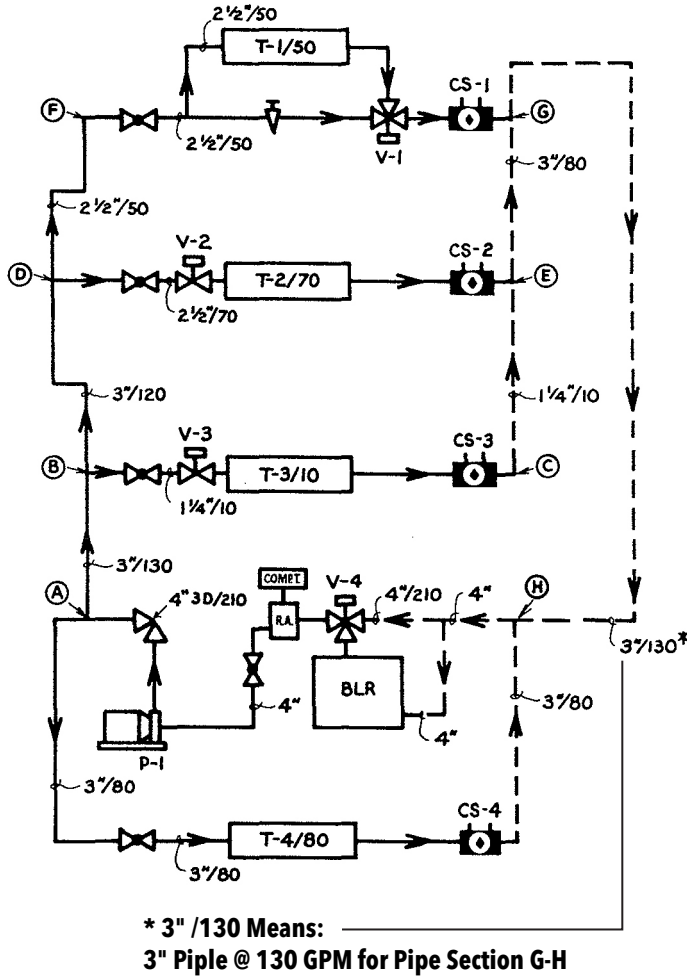 2 ½"/50
T-1/50
CS-1
F
G
2 ½"/50
V-1
3"/80
2 ½"/50
V-2
CS-2
D
T-2/70
E
2 ½"/70
3"/120
1 ¼"/10
V-3
CS-3
B
T-3/10
C
1 ¼"/10
3"/130
A
4" 3D/210
COMPT.
V-4
4"/210
4"
H
R.A.
3"/130*
BLR
4"
3"/80
4"
P-1
3"/80
CS-4
T-4/80
3"/80
* 3" /130 Means:
3" Piple @ 130 GPM for Pipe Section G-H